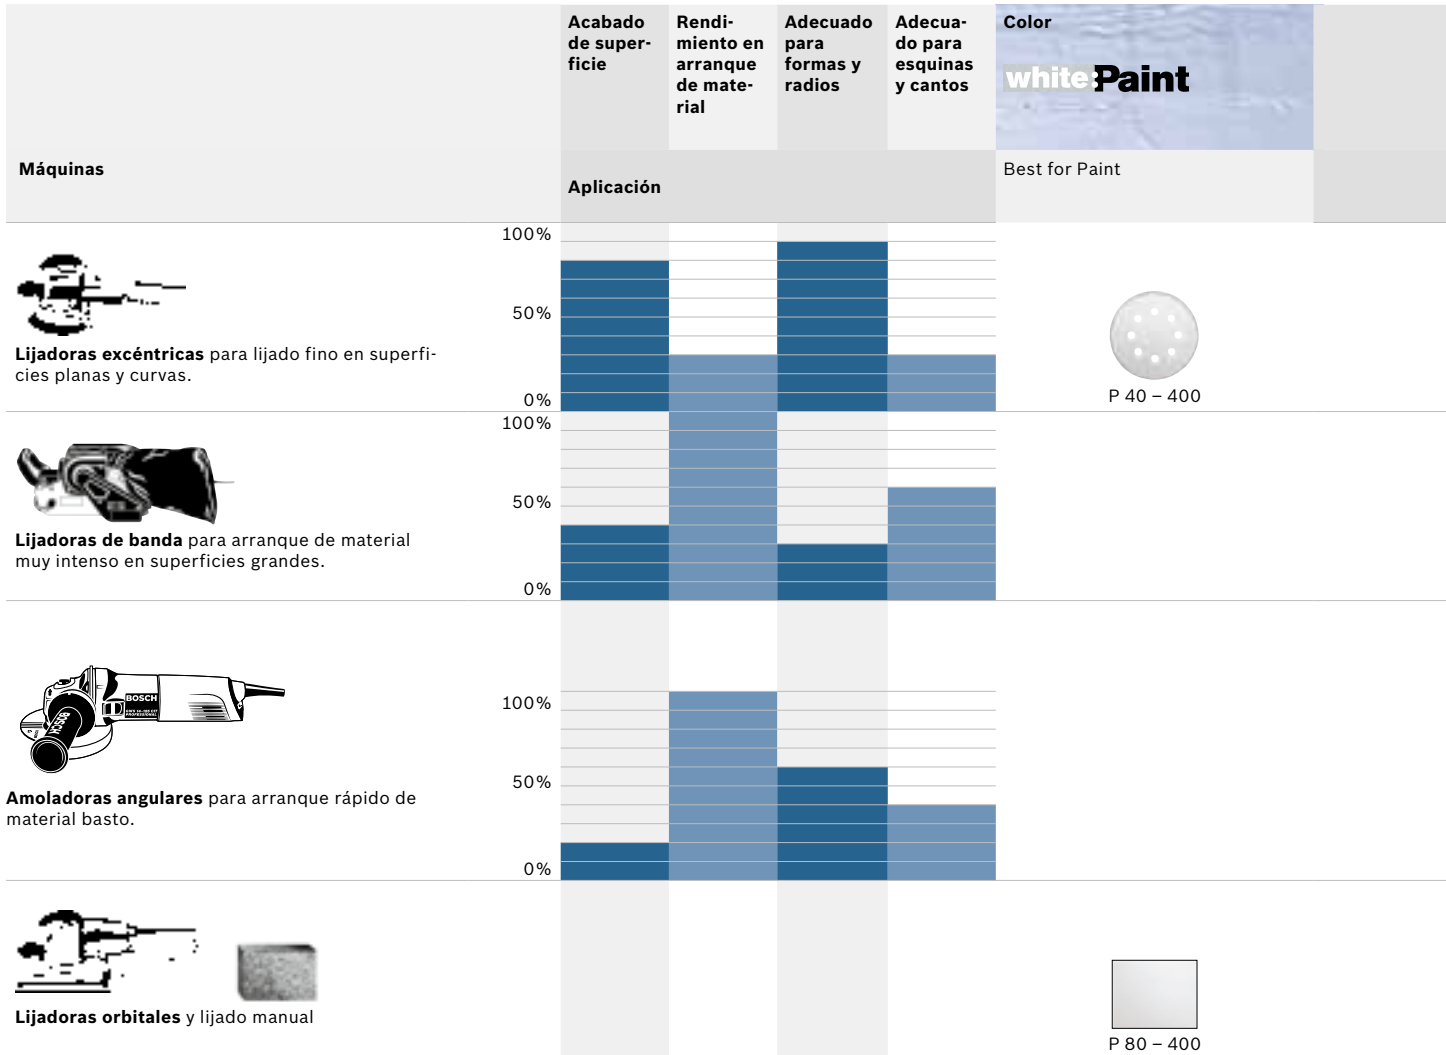 Acabado
de super-
ficie
Rendi-
miento en
arranque
de mate-
rial
Adecuado
para
formas y
radios
Adecua-
do para
esquinas
y cantos
Color
white:Paint
Máquinas
Aplicación
Best for Paint
100%
50%
0%
Lijadoras excéntricas para lijado fino en superfi-
cies planas y curvas.
P 40 – 400
100%
50%
0%
Lijadoras de banda para arranque de material
muy intenso en superficies grandes.
BOSCH
PROFESSIONAL
BOSCH
100%
50%
0%
Amoladoras angulares para arranque rápido de
material basto.
Lijadoras orbitales y lijado manual
P 80 – 400